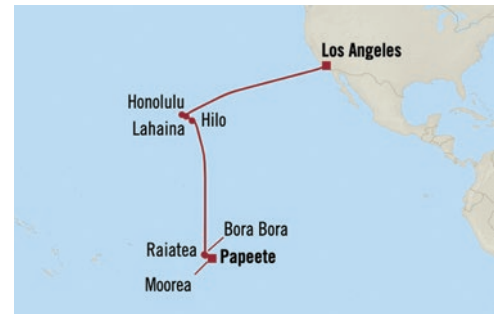 Los Angeles
Honolulu
Lahaina
Hilo
Bora Bora
Raiatea
Papeete
Moorea